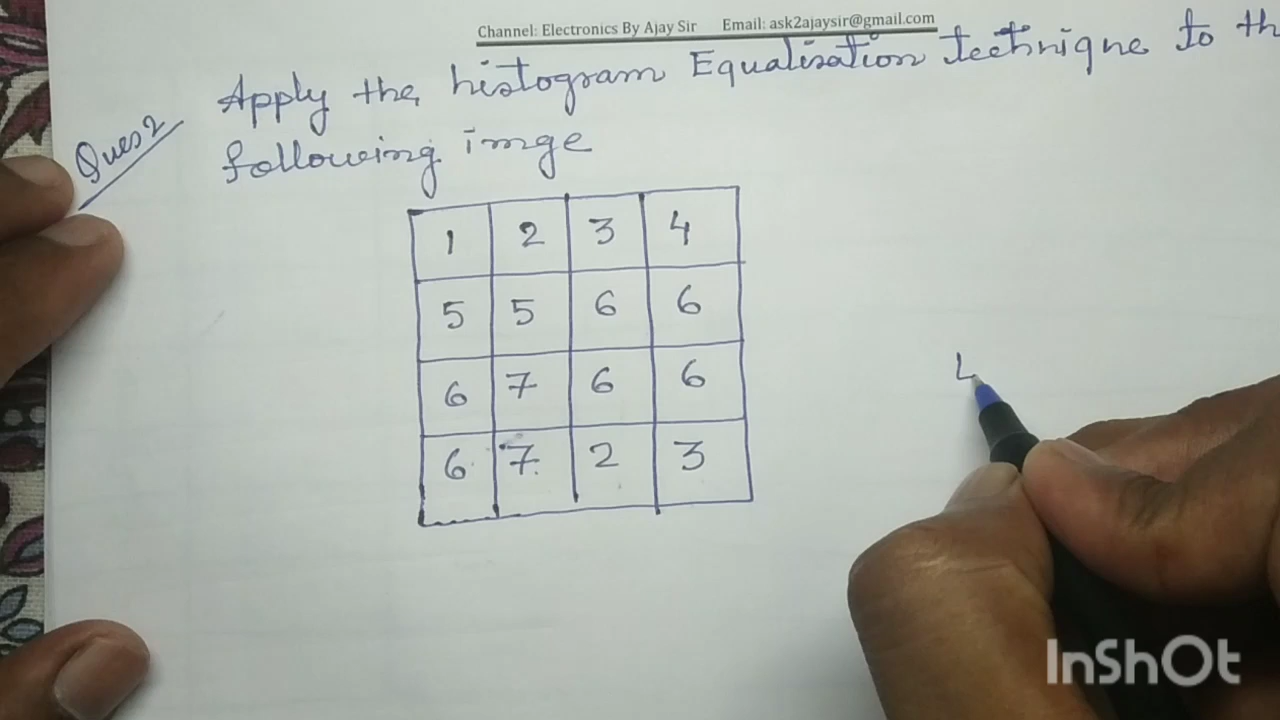 Channel: Electronics By Ajay Sir Email: ask2ajaysir@gmail.com
Ques2 Apply the histogram Equalisation technique to th
following imge
1 2 3 4
5 5 6 6
6 7 6 6
6 7 2 3
L
InShOt